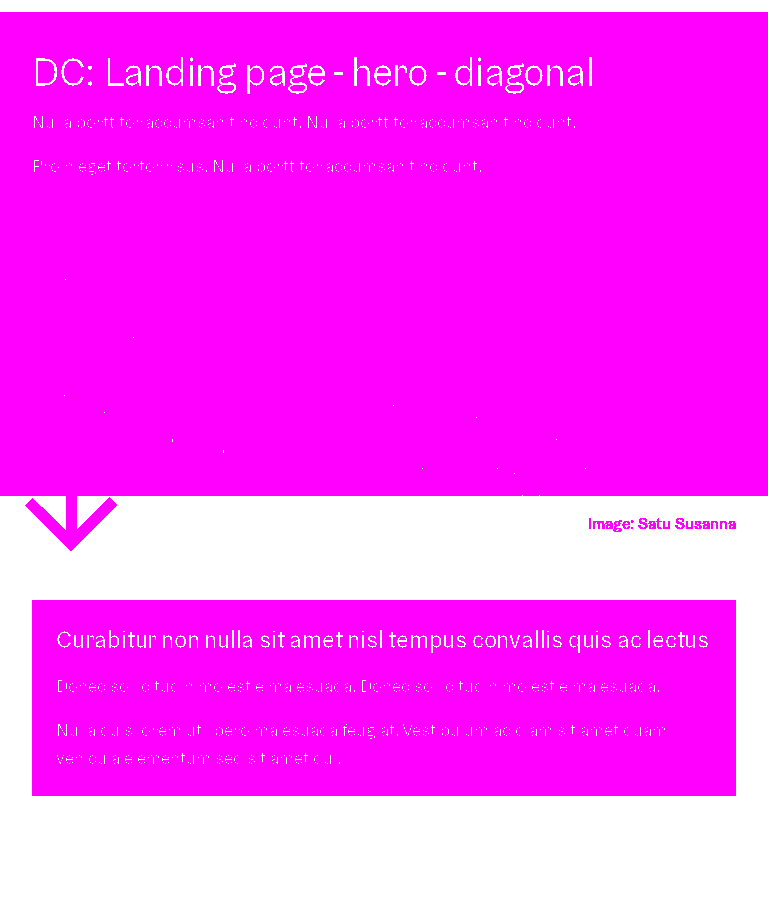 DC: Landing page - hero - diagonal
Nulla porttitor accumsan tincidunt. Nulla porttitor accumsan tincidunt.
Proin eget tortor risus. Nulla porttitor accumsan tincidunt.
Image: Satu Susanna
Curabitur non nulla sit amet nisl tempus convallis quis ac lectus
Donec sollicitudin molestie malesuada. Donec sollicitudin molestie malesuada.
Nulla quis lorem ut libero malesuada feugiat. Vestibulum ac diam sit amet quam
vehicula elementum sed sit amet dui.